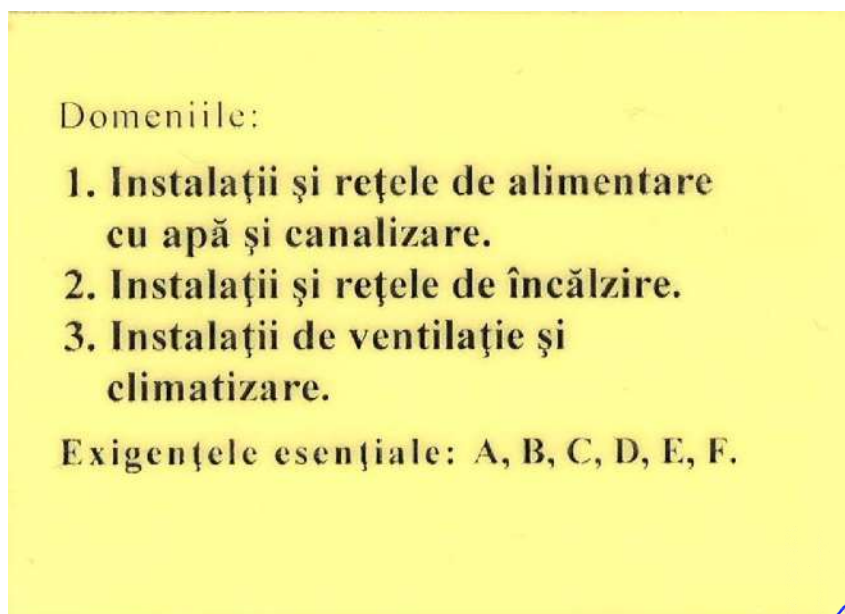 Domeniile:
1. Instalaţii şi reţele de alimentare
cu apă şi canalizare.
2. Instalaţii şi reţele de încălzire.
3. Instalaţii de ventilaţie şi
climatizare.
Exigenţele esenţiale: A, B, C, D, E, F.